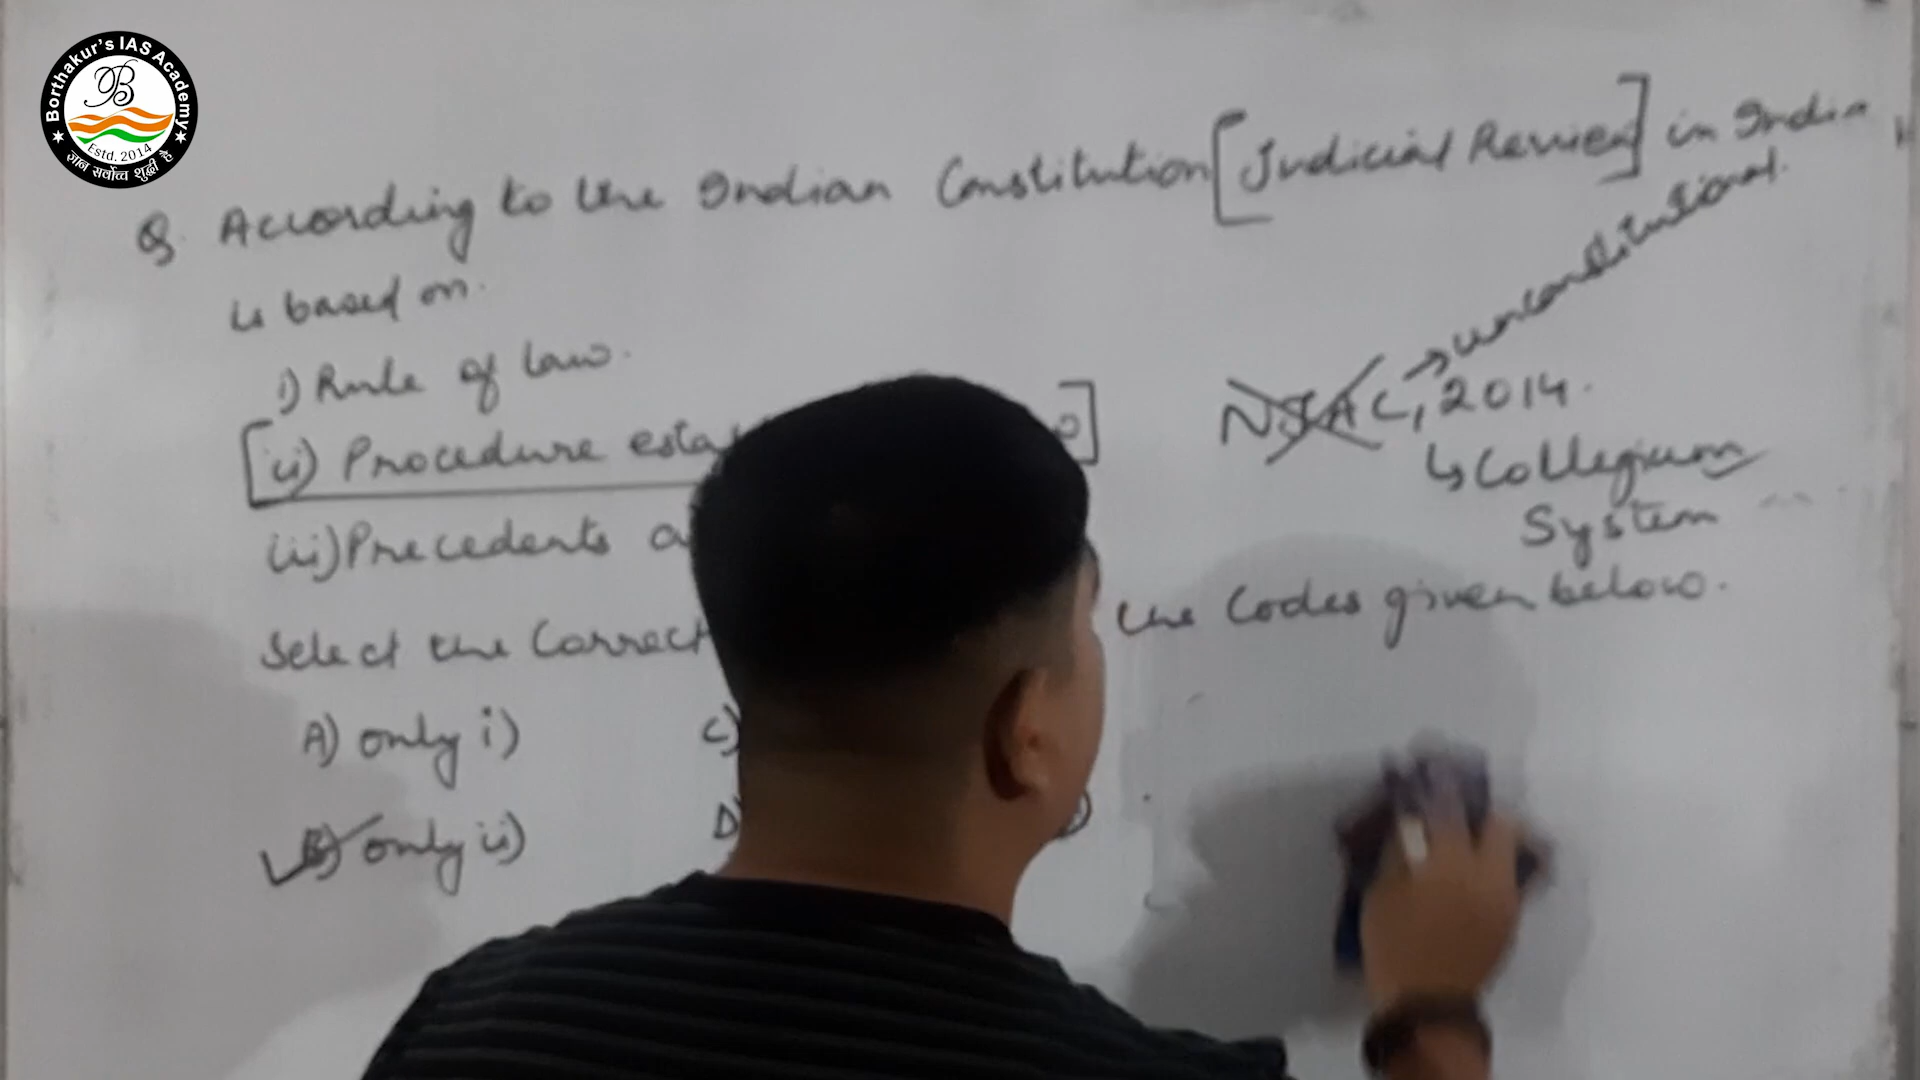 Borthakur's IAS Academy
B
Estd. 2014
ज्ञान सर्वोच्च शुद्धी है
Q. According to the Indian Constitution [Judicial Review] in India
is based on.
i) Rule of law.
[ii) Procedure
iii) Precedents
Select the Correct the Codes given below.
A) only i) C)
B) only ii) D)
NJAC, 2014. → unconstitutional.
↳ Collegium
System